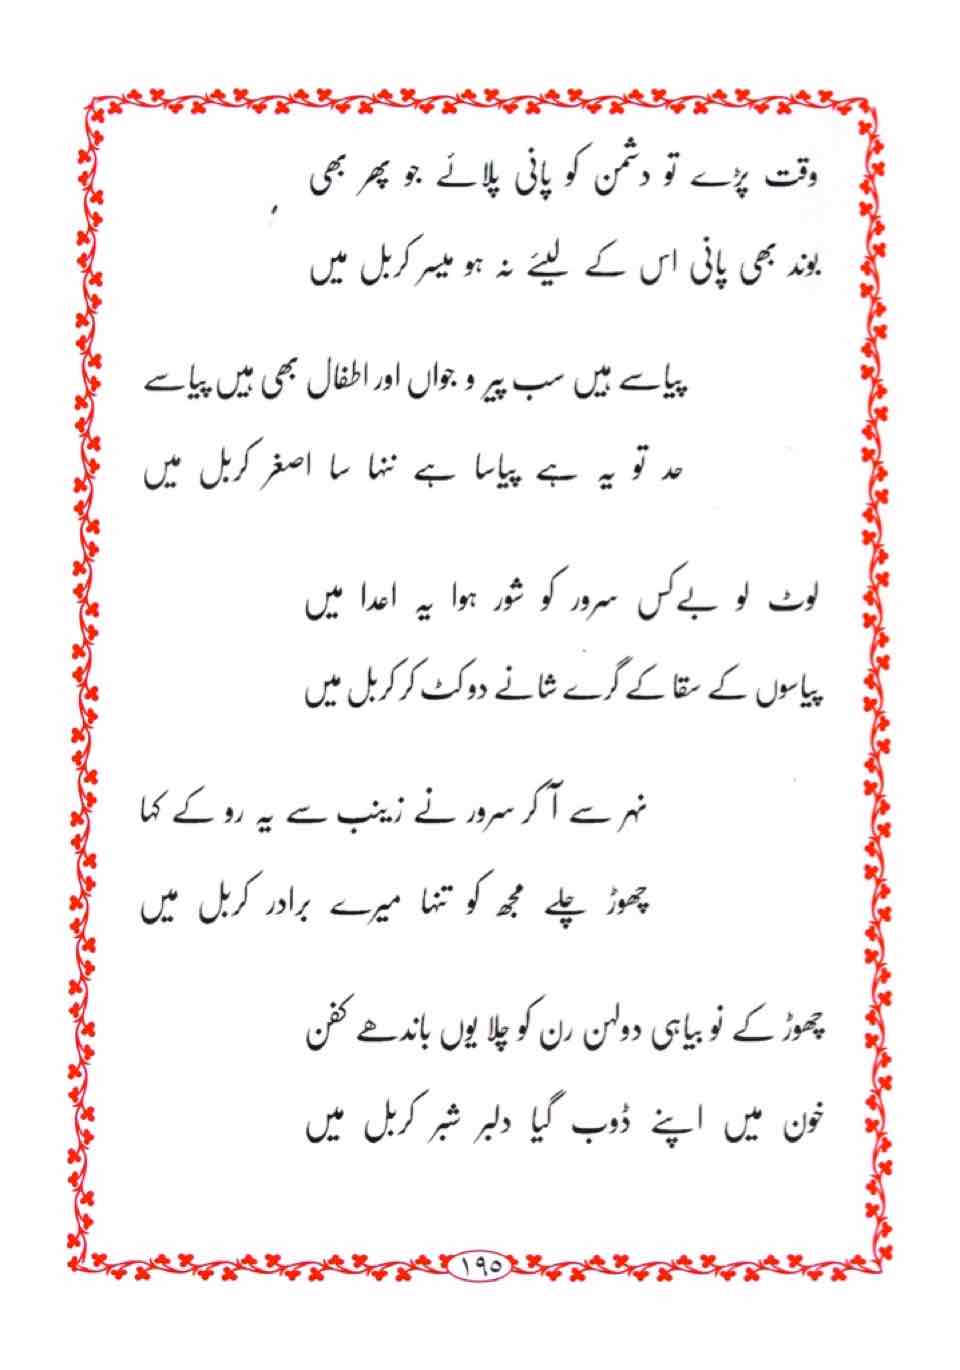 وقت پڑے تو دشمن کو پانی پلائے جو پھر بھی
بوند بھی پانی اس کے لیئے نہ ہو میسر کربل میں
پیاسے ہیں سب پیر و جواں اور اطفال بھی ہیں پیاسے
حد تو یہ ہے پیاسا ہے ننھا سا اصغر کربل میں
لوٹ لو بےکس سرور کو شور ہوا یہ اعدا میں
پیاسوں کے سقا کے گرے شانے دو کٹ کر کربل میں
نہر سے آ کر سرور نے زینب سے یہ رو کے کہا
چھوڑ چلے مجھ کو تنہا میرے برادر کربل میں
چھوڑ کے نو بیاہی دولہن رن کو چلا یوں باندھے کفن
خون میں اپنے ڈوب گیا دلبر شبر کربل میں
۱۹۵